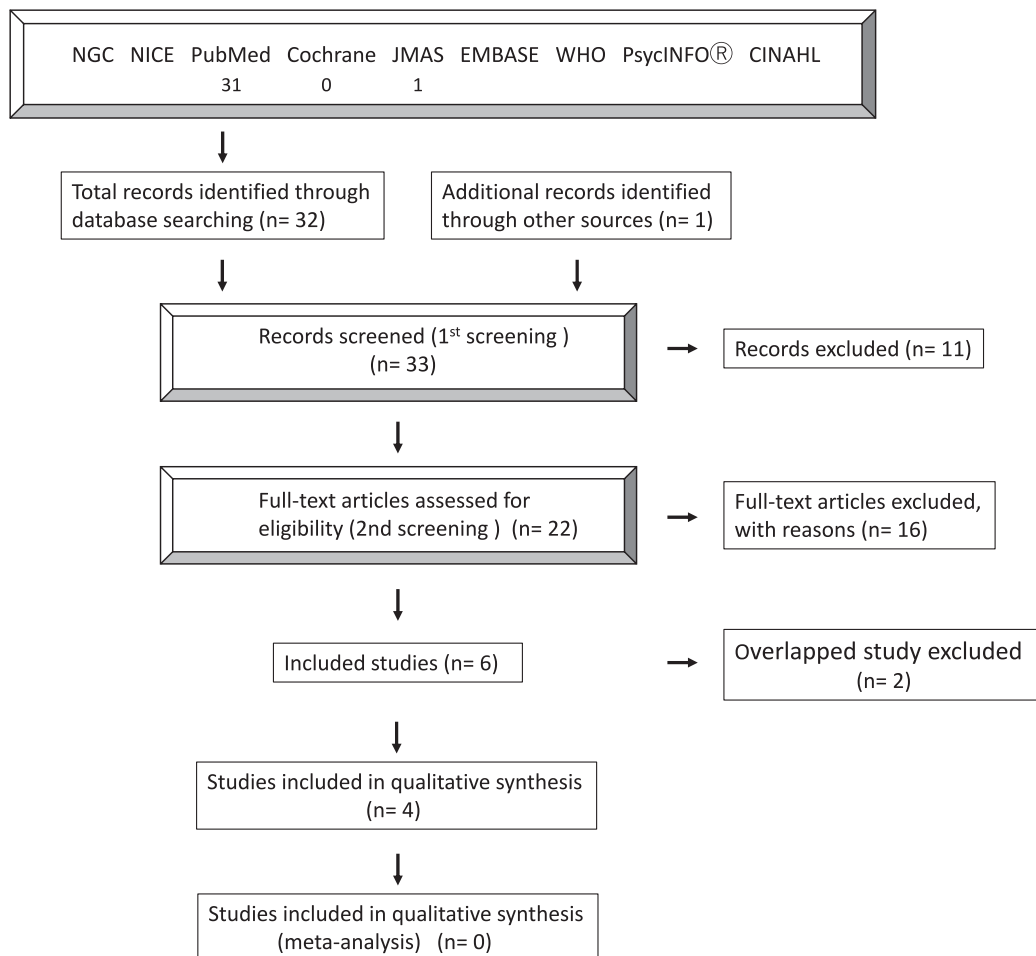 NGC NICE PubMed Cochrane JMAS EMBASE WHO PsycINFOⓇ CINAHL
31 0 1
Total records identified through
database searching (n= 32)
Additional records identified
through other sources (n= 1)
Records screened (1st screening )
(n= 33)
Records excluded (n= 11)
Full-text articles assessed for
eligibility (2nd screening ) (n= 22)
Full-text articles excluded,
with reasons (n= 16)
Included studies (n= 6)
Overlapped study excluded
(n= 2)
Studies included in qualitative synthesis
(n= 4)
Studies included in qualitative synthesis
(meta-analysis) (n= 0)